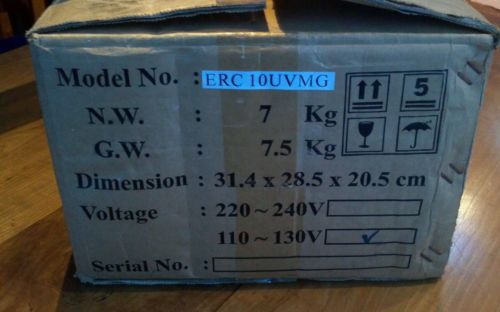 Model No. : ERC 10UVMG
N.W. : 7 Kg
G.W. : 7.5 Kg
5
Dimension : 31.4 x 28.5 x 20.5 cm
Voltage : 220~240V
110~130V ✓
Serial No. :